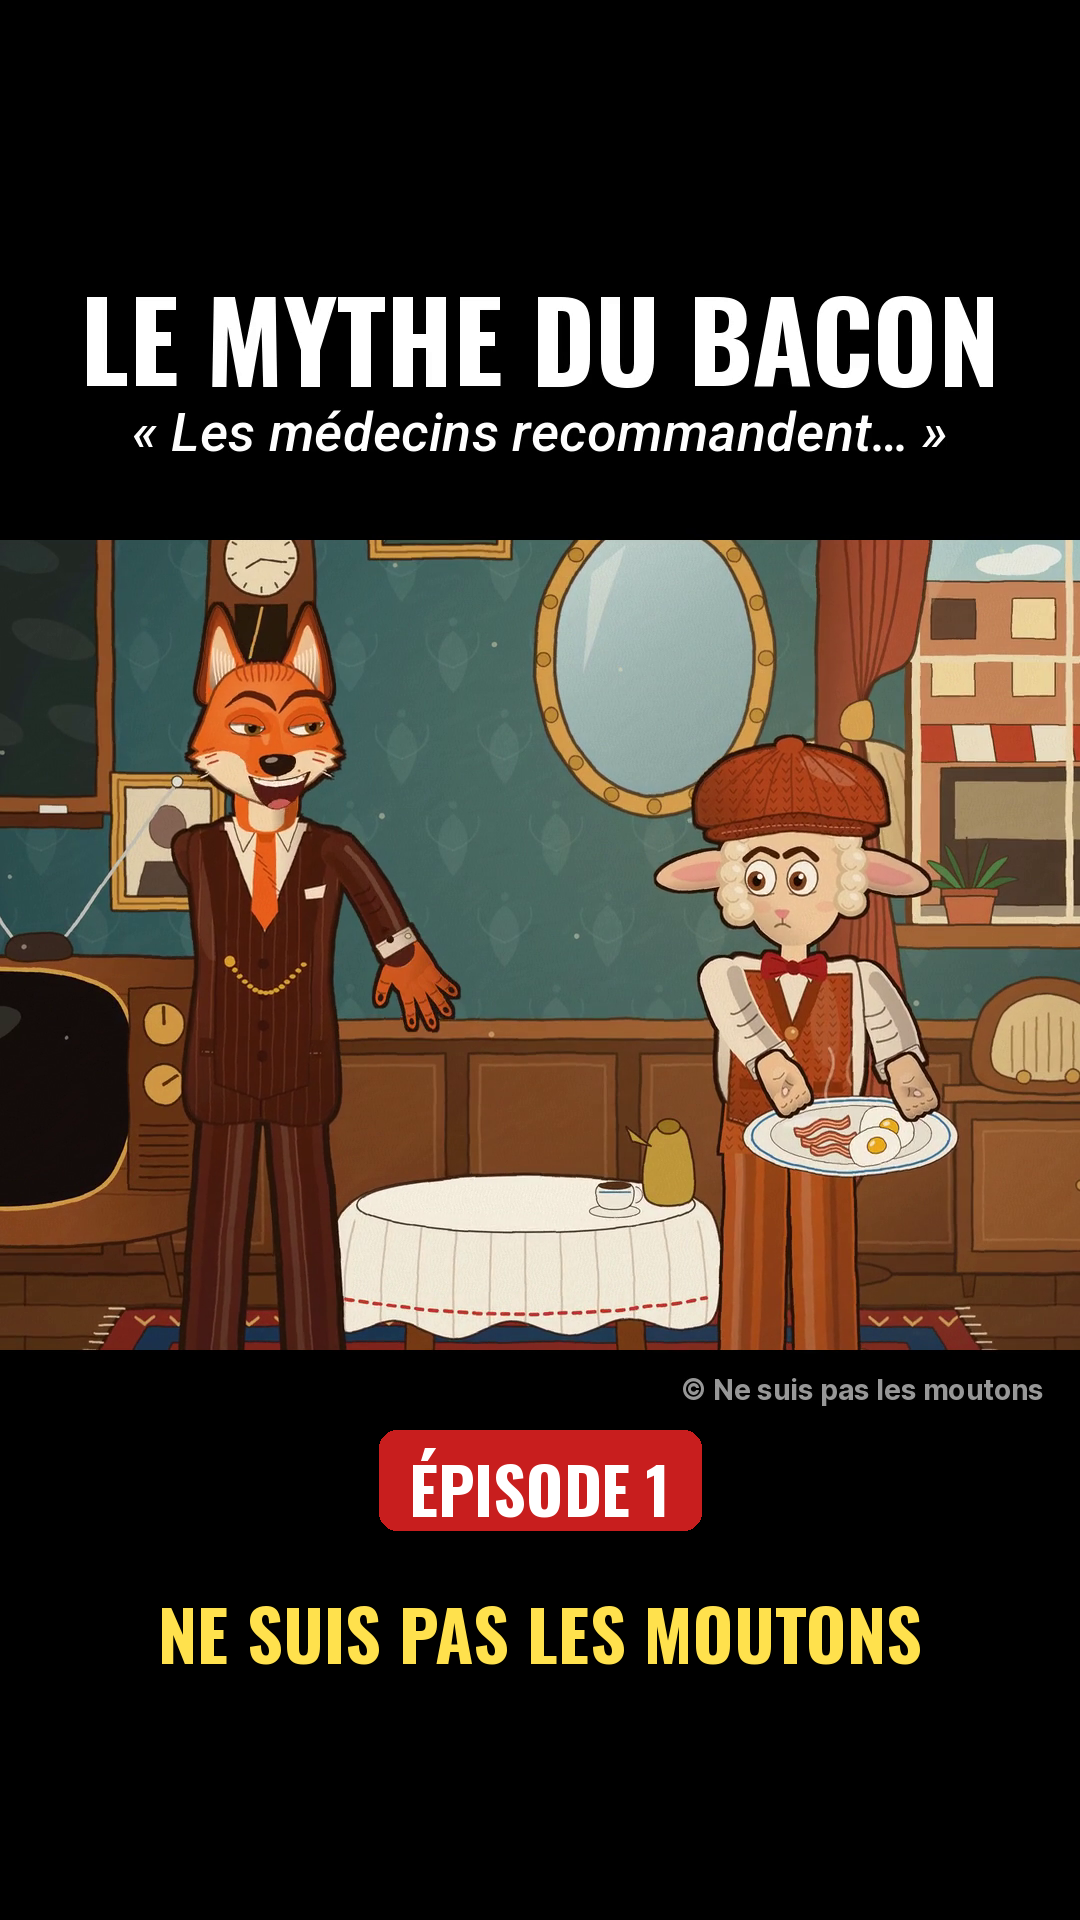 LE MYTHE DU BACON
« Les médecins recommandent... »
© Ne suis pas les moutons
ÉPISODE 1
NE SUIS PAS LES MOUTONS